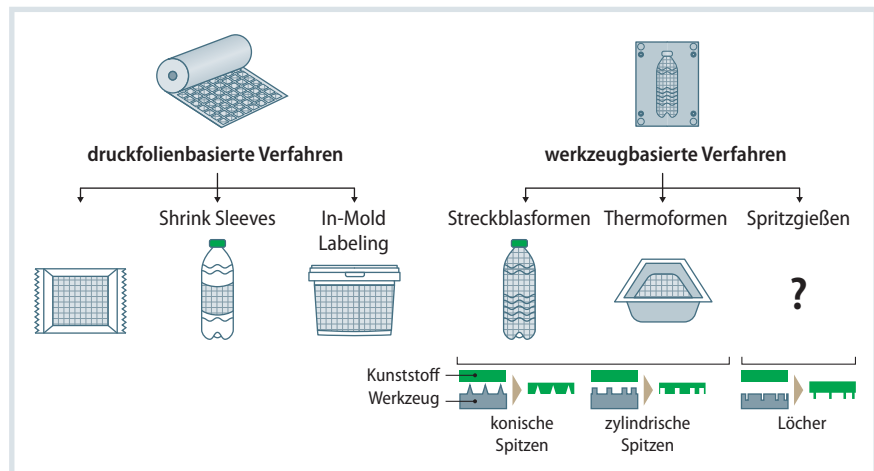 druckfolienbasierte Verfahren
werkzeugbasierte Verfahren
Shrink Sleeves
In-Mold
Labeling
Streckblasformen
Thermoformen
Spritzgießen
?
Kunststoff
Werkzeug
konische
Spitzen
zylindrische
Spitzen
Löcher